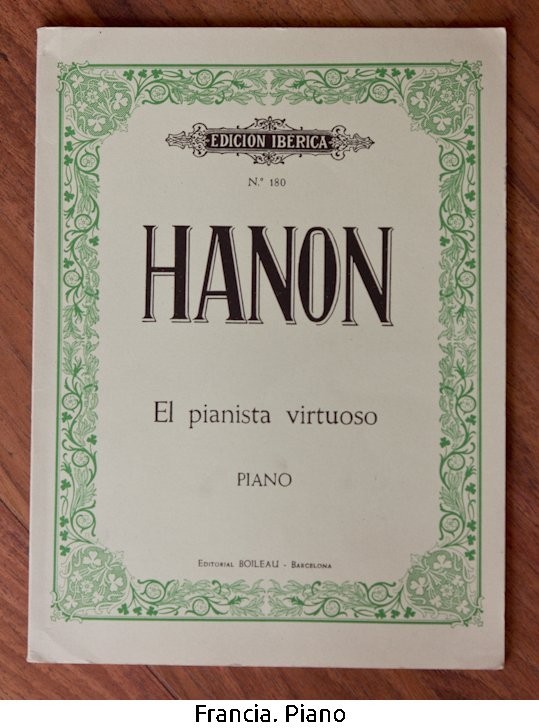 EDICION IBERICA
N.º 180
HANON
El pianista virtuoso
PIANO
EDITORIAL BOILEAU - BARCELONA
Francia. Piano